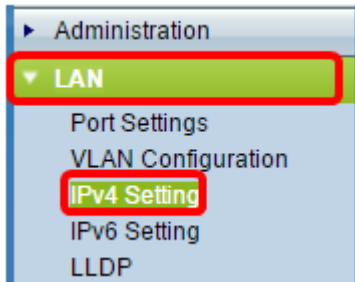 Administration
LAN
Port Settings
VLAN Configuration
IPv4 Setting
IPv6 Setting
LLDP